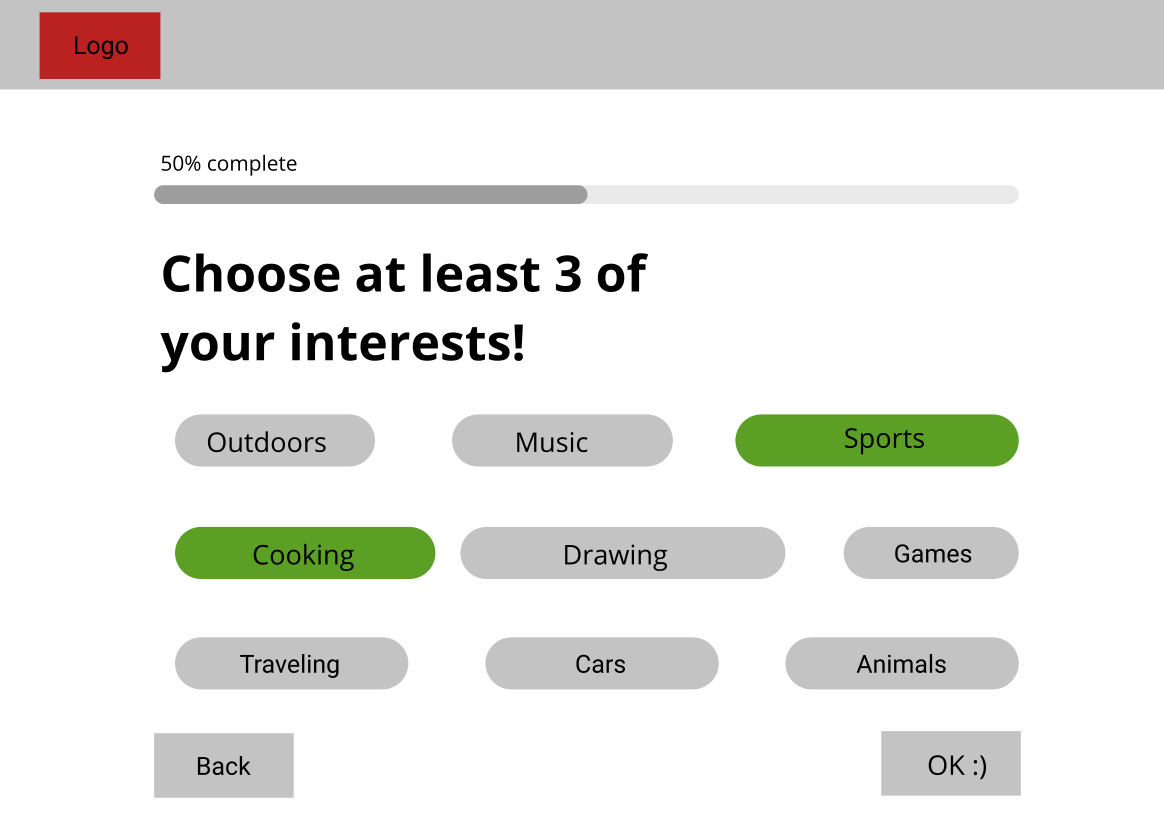 Logo
50% complete
Choose at least 3 of
your interests!
Outdoors
Music
Sports
Cooking
Drawing
Games
Traveling
Cars
Animals
Back
OK :)